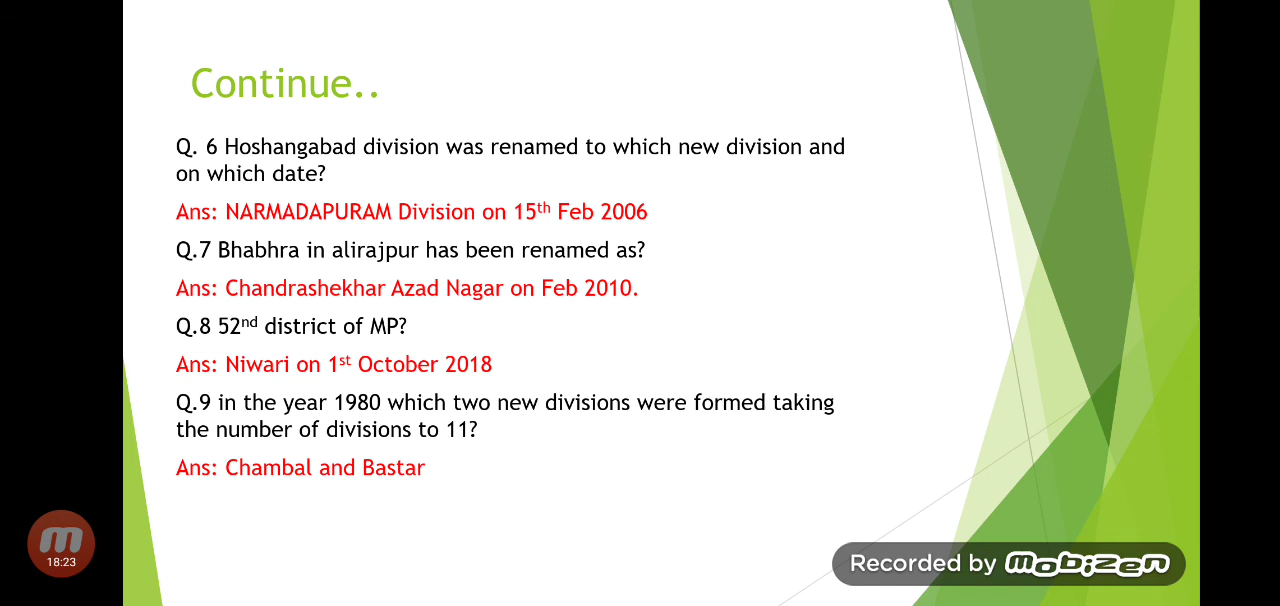 Continue..
Q. 6 Hoshangabad division was renamed to which new division and
on which date?
Ans: NARMADAPURAM Division on 15th Feb 2006
Q.7 Bhabhra in alirajpur has been renamed as?
Ans: Chandrashekhar Azad Nagar on Feb 2010.
Q.8 52nd district of MP?
Ans: Niwari on 1st October 2018
Q.9 in the year 1980 which two new divisions were formed taking
the number of divisions to 11?
Ans: Chambal and Bastar
m
18:23
Recorded by mobizen